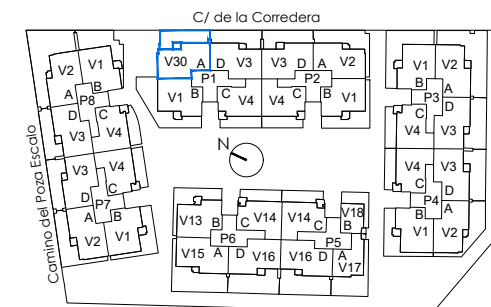 C/ de la Corredera
V30 A D V3 V3 D A V2
P1 P2
V1 B C V4 V4 C B V1
V2 V1
A B
P8
D C
V3 V4
V3 V4
D C
P7
A B
V2 V1
V1 V2
B A
P3
C D
V4 V3
V4 V3
C D
P4
B A
V1 V2
N
Camino del Poza Escalo
V13 B C V14 V14 C B V18
P6 P5
V15 A D V16 V16 D A V17